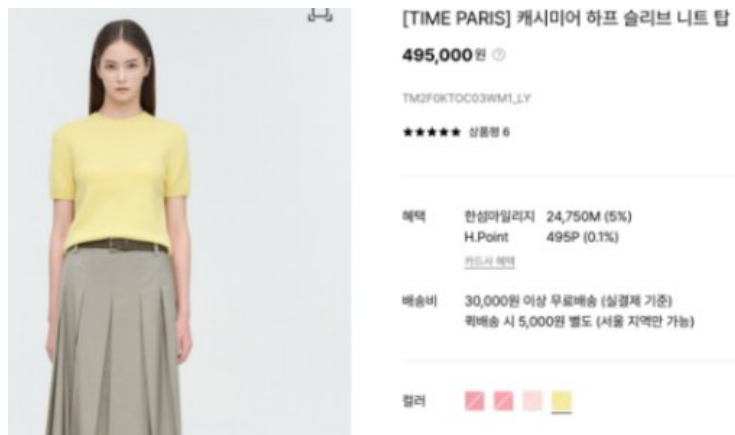 [TIME PARIS] 캐시미어 하프 슬리브 니트 탑
495,000원
TM2F0KTOC03WM1_LY
★★★★★ 상품평 6
혜택 한섬마일리지 24,750M (5%)
H.Point 495P (0.1%)
카드사 혜택
배송비 30,000원 이상 무료배송 (실결제 기준)
퀵배송 시 5,000원 별도 (서울 지역만 가능)
컬러